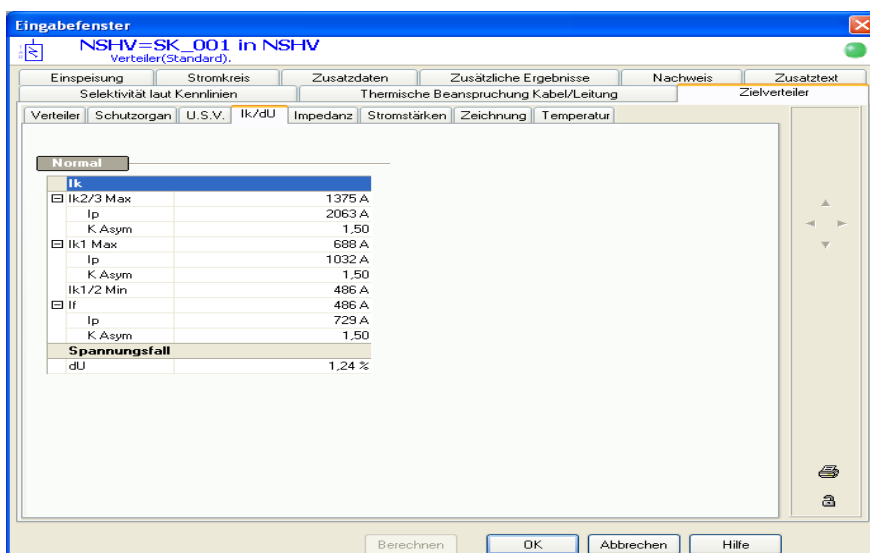 Eingabefenster
NSHV=SK_001 in NSHV
Verteiler(Standard).
Einspeisung Stromkreis Zusatzdaten Zusätzliche Ergebnisse Nachweis Zusatztext
Selektivität laut Kennlinien Thermische Beanspruchung Kabel/Leitung Zielverteiler
Verteiler Schutzorgan U.S.V. Ik/dU Impedanz Stromstärken Zeichnung Temperatur
Normal
Ik
Ik2/3 Max 1375 A
Ip 2063 A
K Asym 1,50
Ik1 Max 688 A
Ip 1032 A
K Asym 1,50
Ik1/2 Min 486 A
If 486 A
Ip 729 A
K Asym 1,50
Spannungsfall
dU 1,24 %
Berechnen OK Abbrechen Hilfe